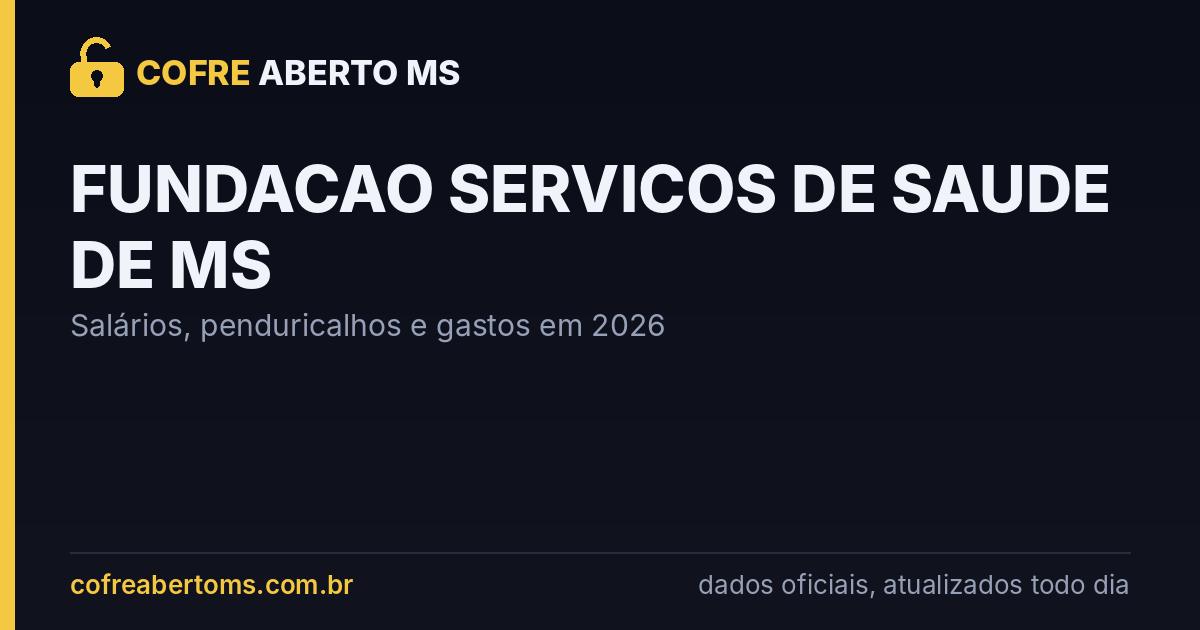 COFRE ABERTO MS
FUNDACAO SERVICOS DE SAUDE
DE MS
Salários, penduricalhos e gastos em 2026
cofreabertoms.com.br
dados oficiais, atualizados todo dia